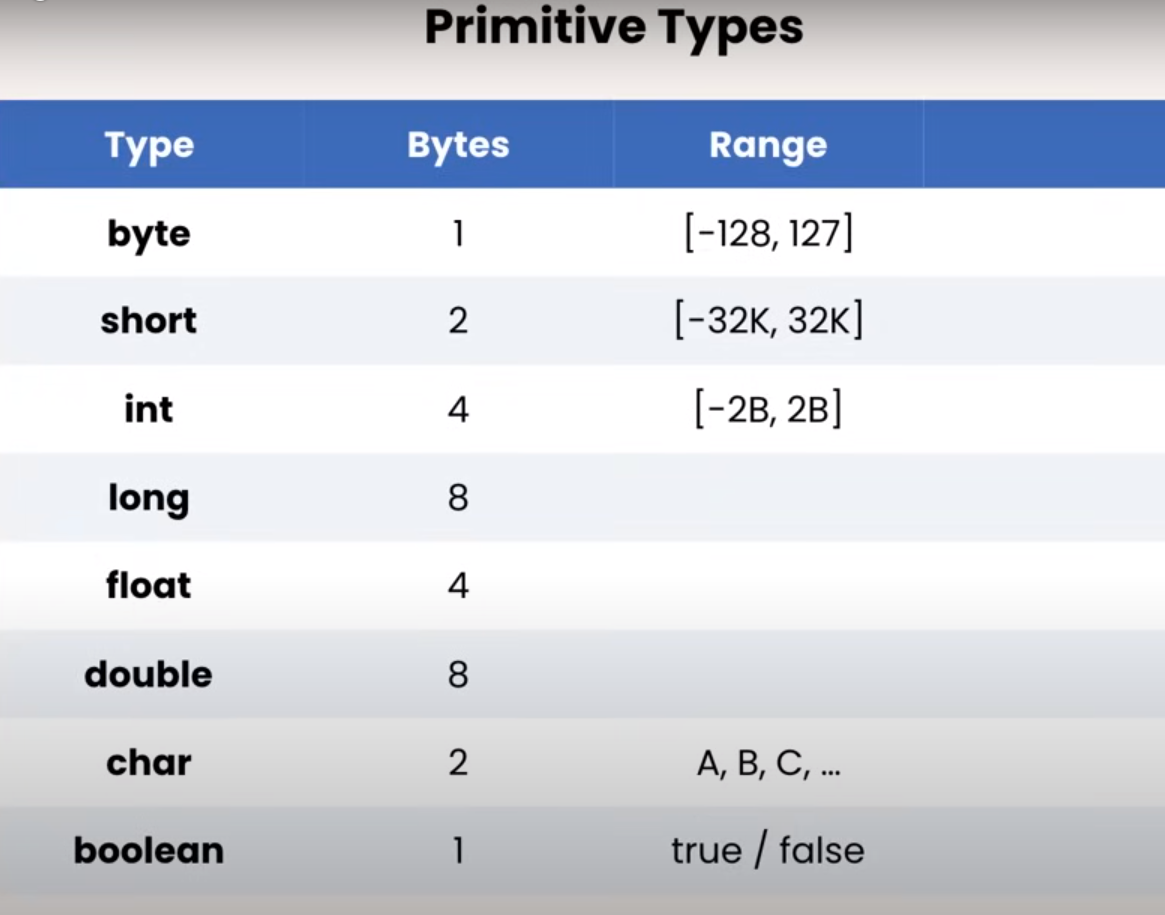 Primitive Types
Type Bytes Range
byte 1 [-128, 127]
short 2 [-32K, 32K]
int 4 [-2B, 2B]
long 8
float 4
double 8
char 2 A, B, C, ...
boolean 1 true / false